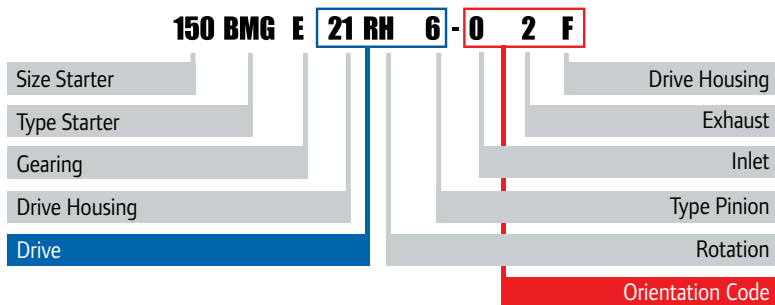 150 BMG E 21 RH 6 - 0 2 F
Size Starter
Drive Housing
Type Starter
Exhaust
Gearing
Inlet
Drive Housing
Type Pinion
Drive
Rotation
Orientation Code